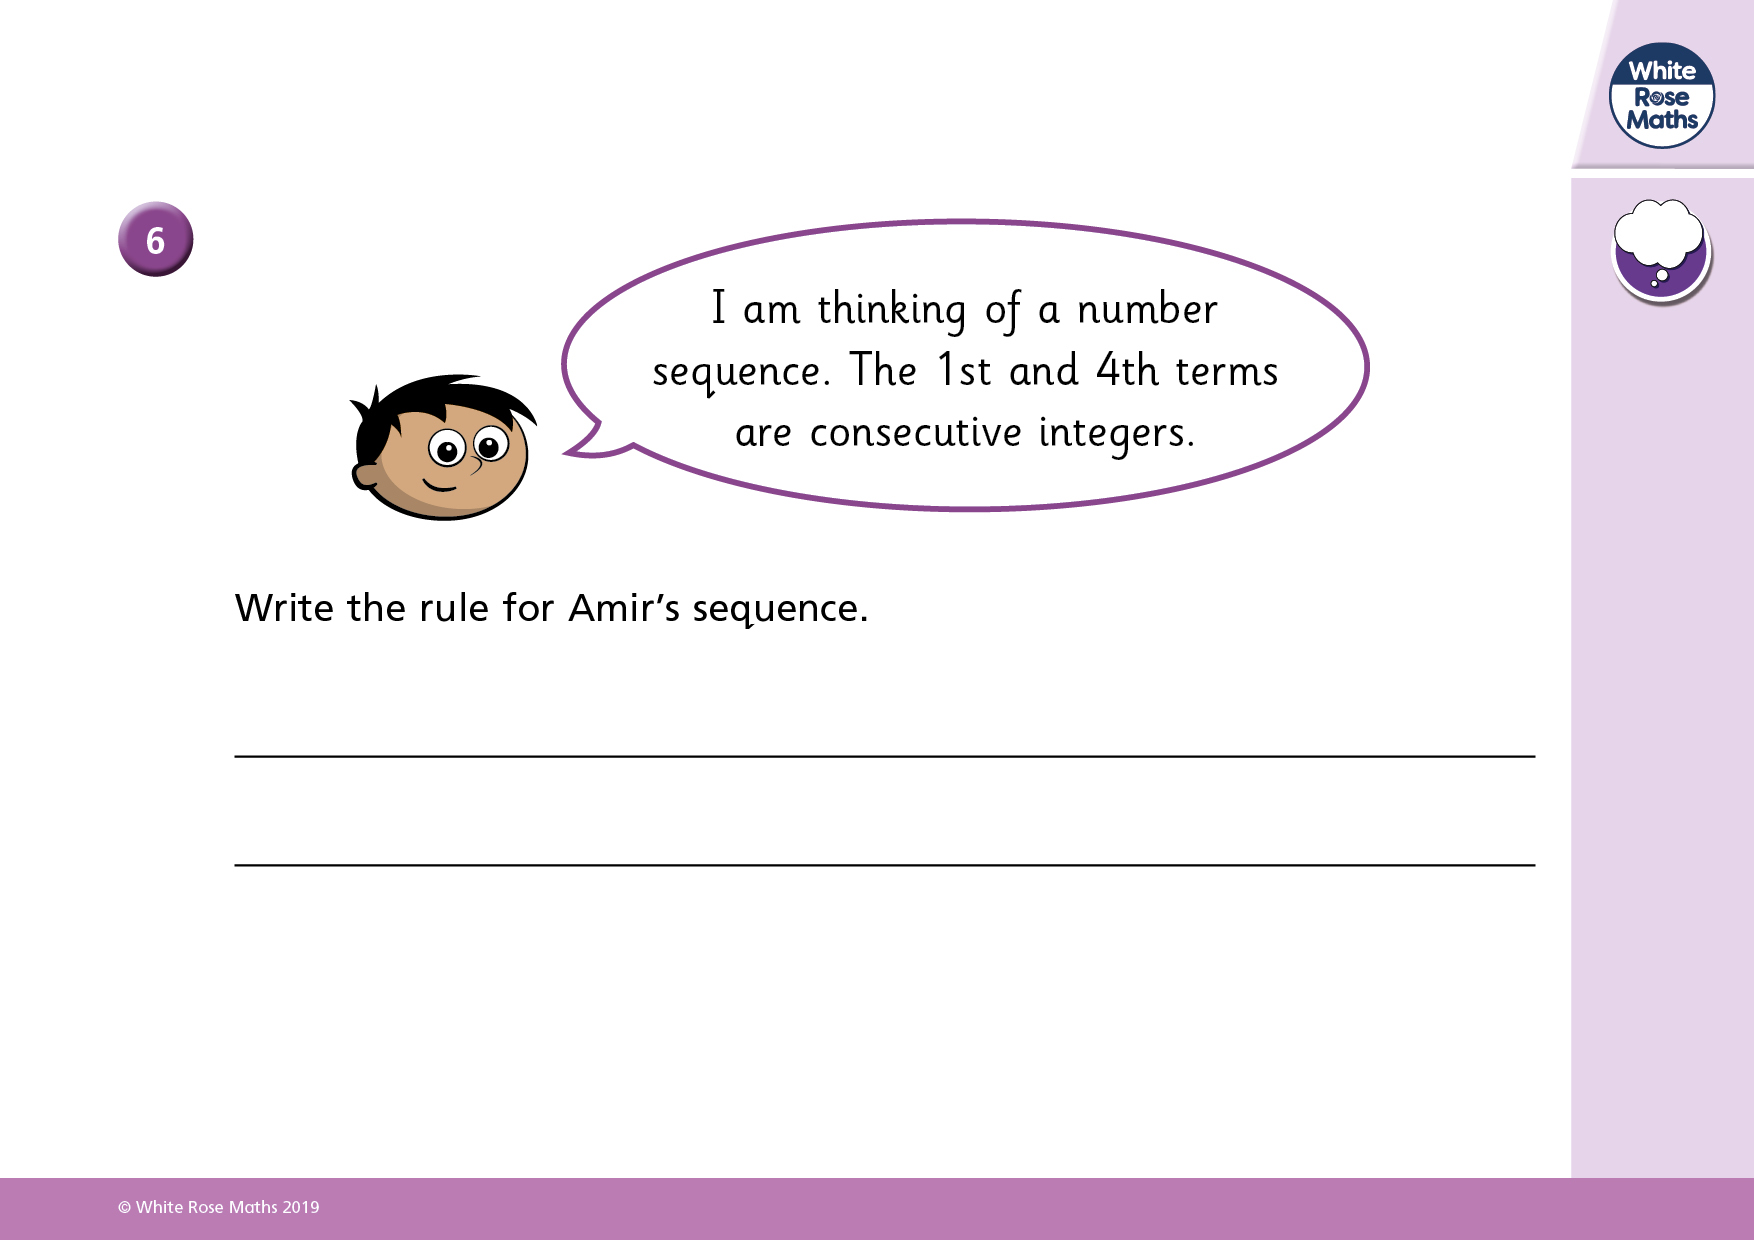 White
Rose
Maths
6
I am thinking of a number
sequence. The 1st and 4th terms
are consecutive integers.
Write the rule for Amir’s sequence.
© White Rose Maths 2019